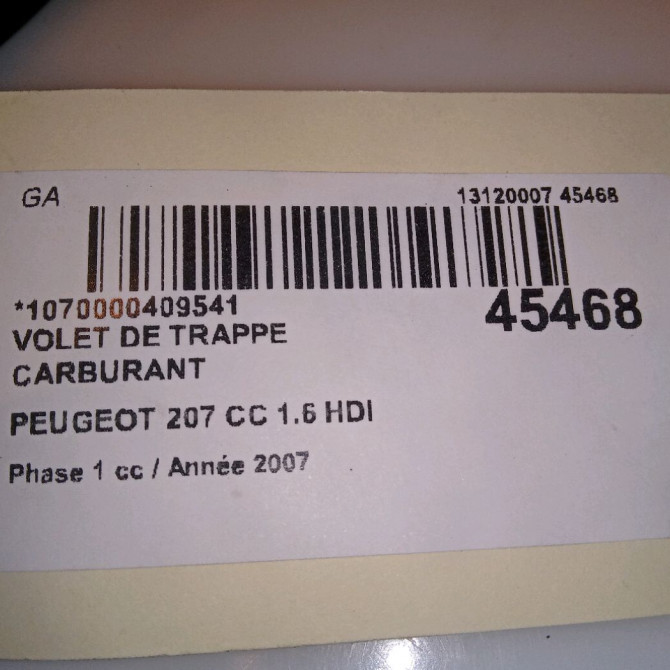 GA
13120007 45468
*1070000409541
45468
VOLET DE TRAPPE
CARBURANT
PEUGEOT 207 CC 1.6 HDI
Phase 1 cc / Année 2007